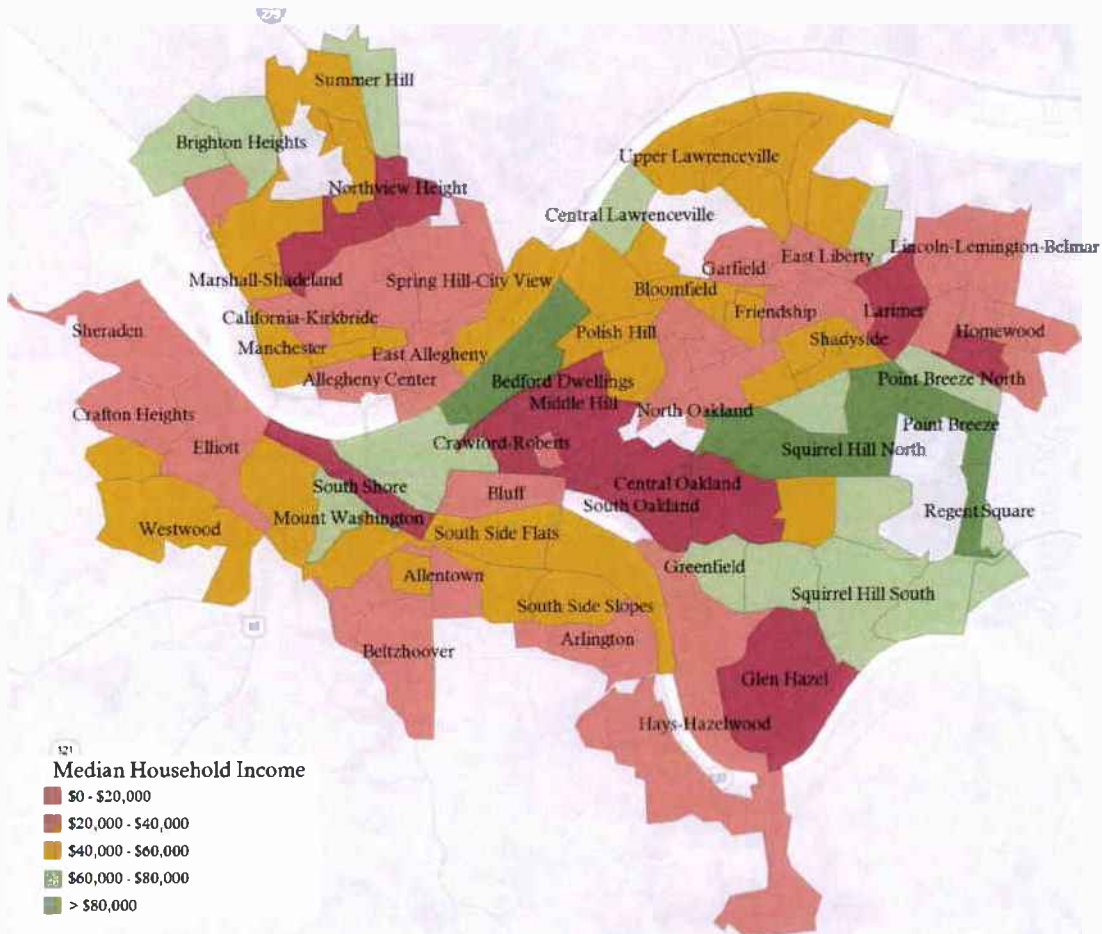 279
Summer Hill
Brighton Heights
Upper Lawrenceville
Northview Height
Central Lawrenceville
Lincoln-Lemington-Belmar
East Liberty
Garfield
Marshall-Shadeland
Spring Hill-City View
Bloomfield
Friendship
Larimer
California-Kirkbride
Sheraden
Polish Hill
Homewood
Shadyside
Manchester
East Allegheny
Allegheny Center
Bedford Dwellings
Point Breeze North
Middle Hill
North Oakland
Crafton Heights
Point Breeze
Crawford-Roberts
Elliott
Squirrel Hill North
South Shore
Central Oakland
Bluff
South Oakland
Regent Square
Mount Washington
Westwood
South Side Flats
Greenfield
Allentown
Squirrel Hill South
South Side Slopes
Arlington
Beltzhoover
Glen Hazel
Hays-Hazelwood
121
Median Household Income
$0 - $20,000
$20,000 - $40,000
$40,000 - $60,000
$60,000 - $80,000
> $80,000